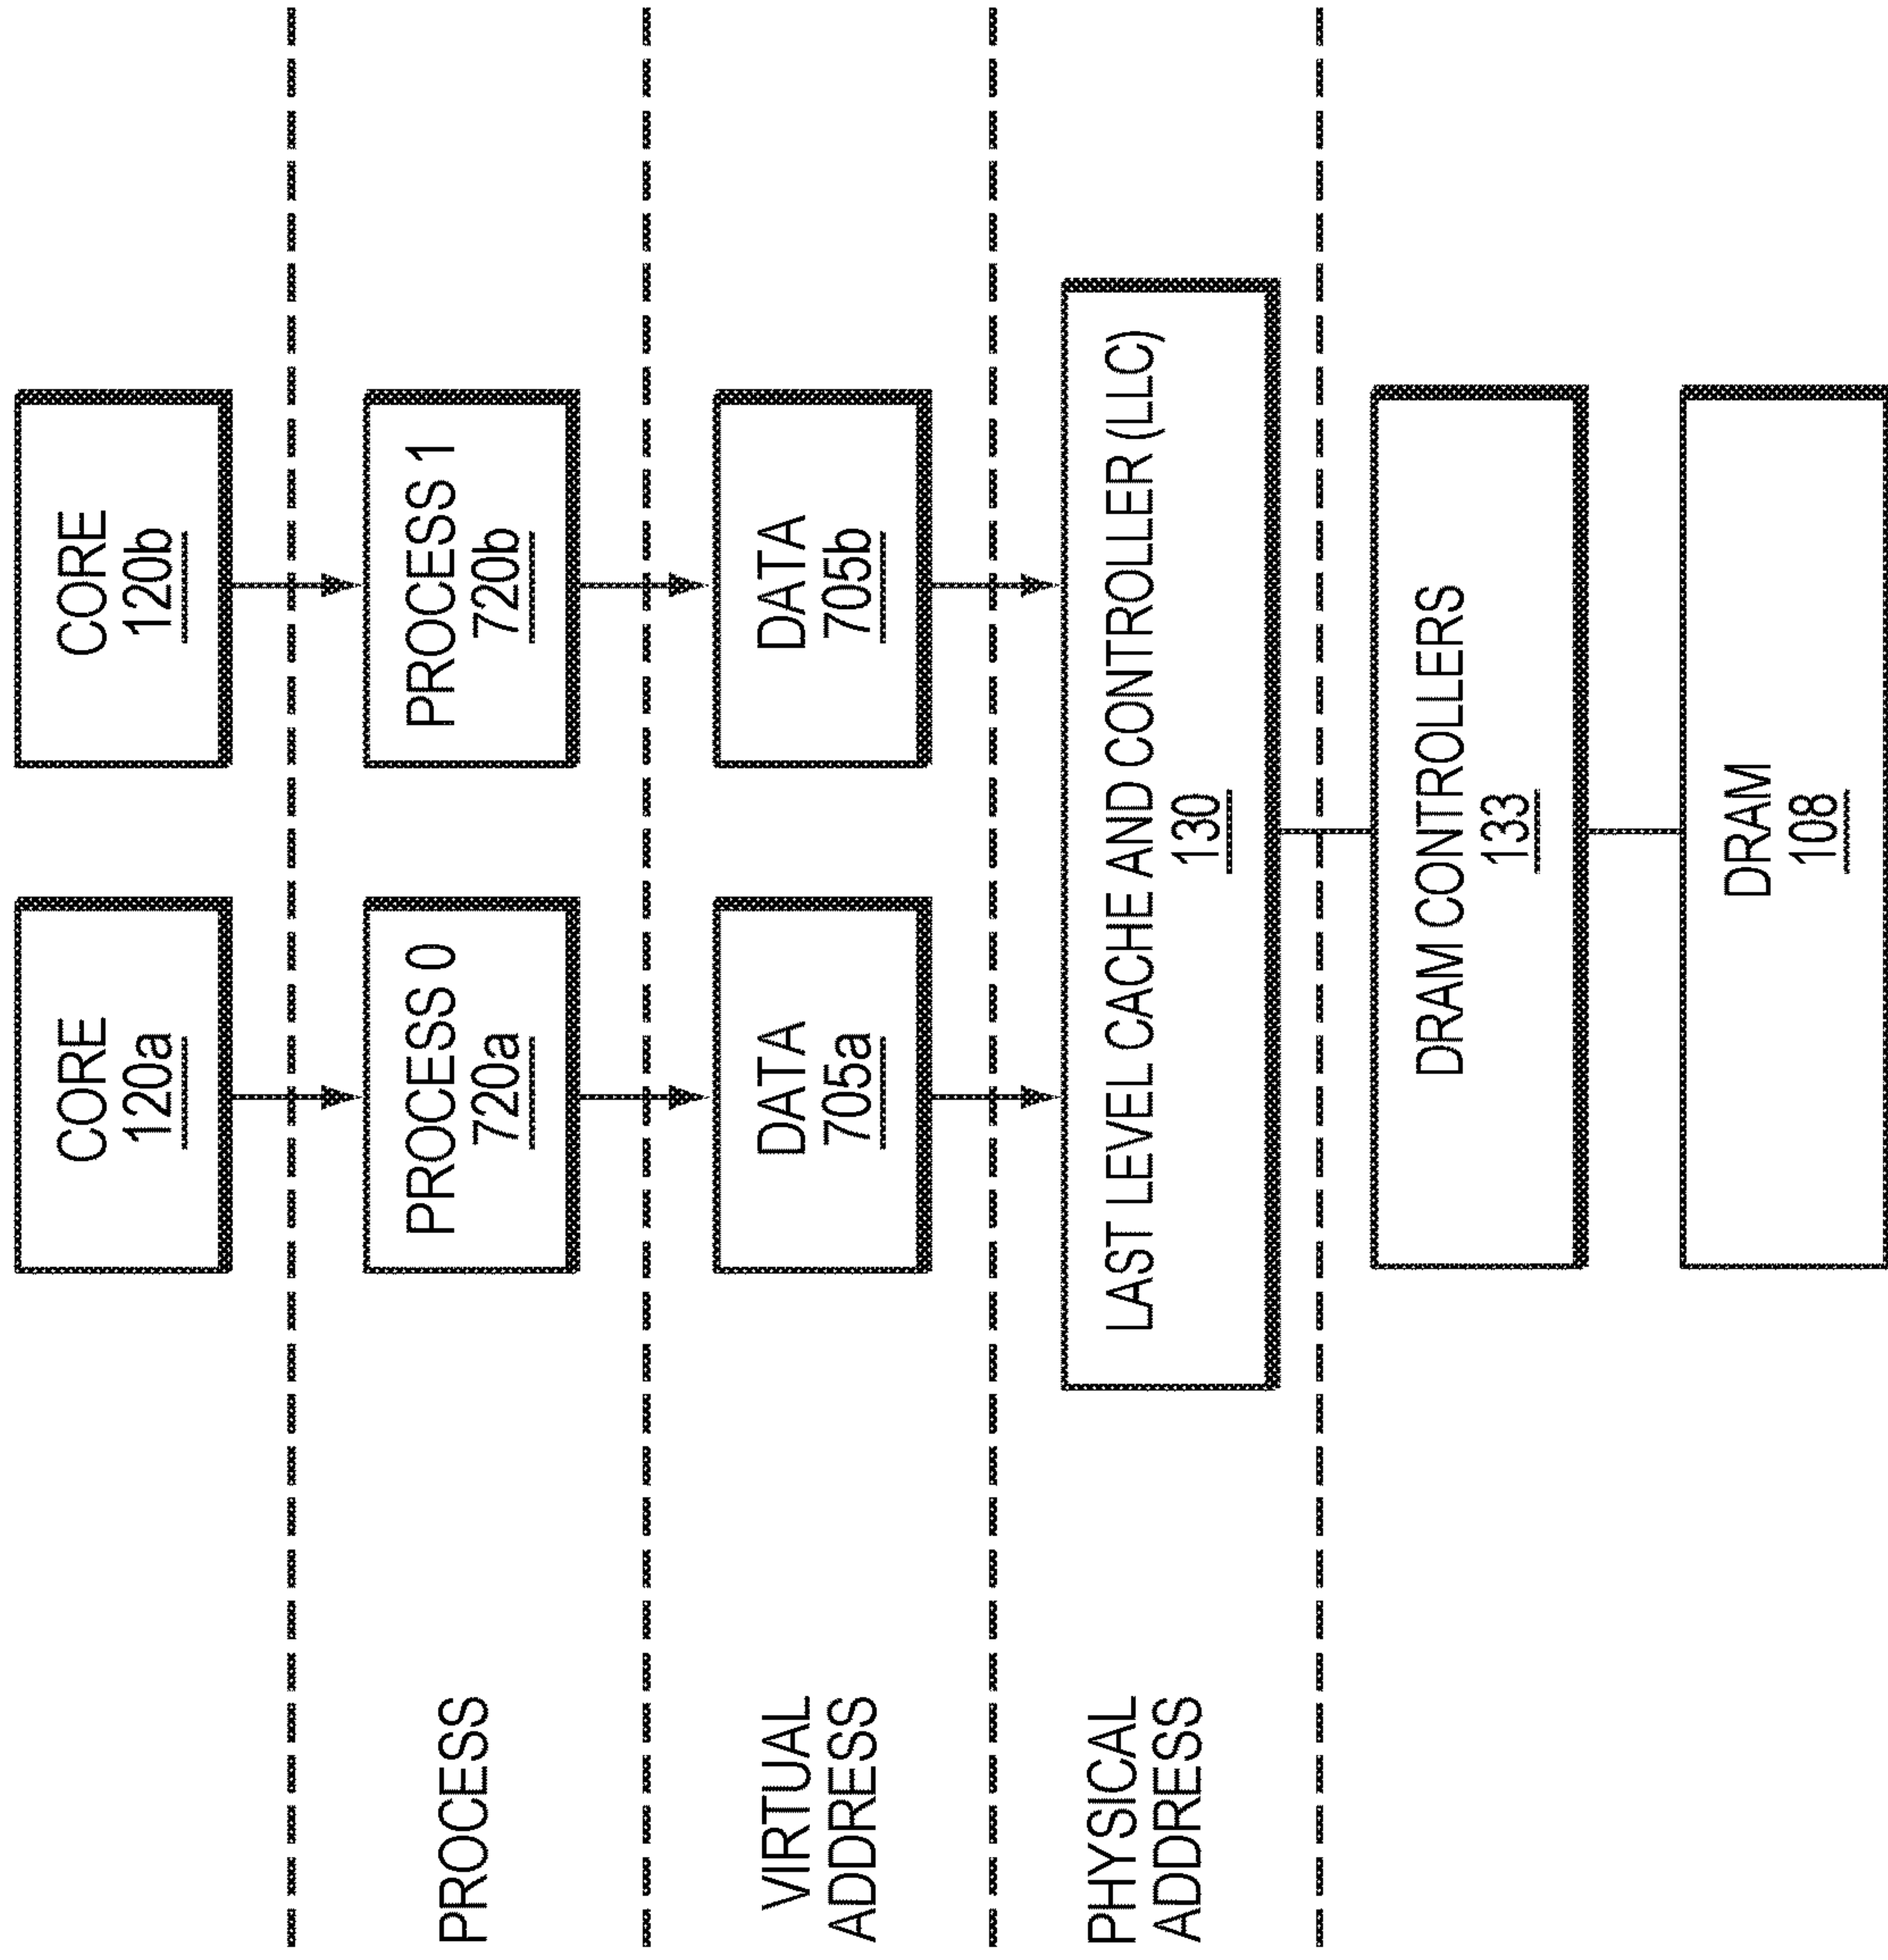 CORE
120a
CORE
120b
PROCESS
PROCESS 0
720a
PROCESS 1
720b
VIRTUAL
ADDRESS
DATA
705a
DATA
705b
PHYSICAL
ADDRESS
LAST LEVEL CACHE AND CONTROLLER (LLC)
130
DRAM CONTROLLERS
133
DRAM
108